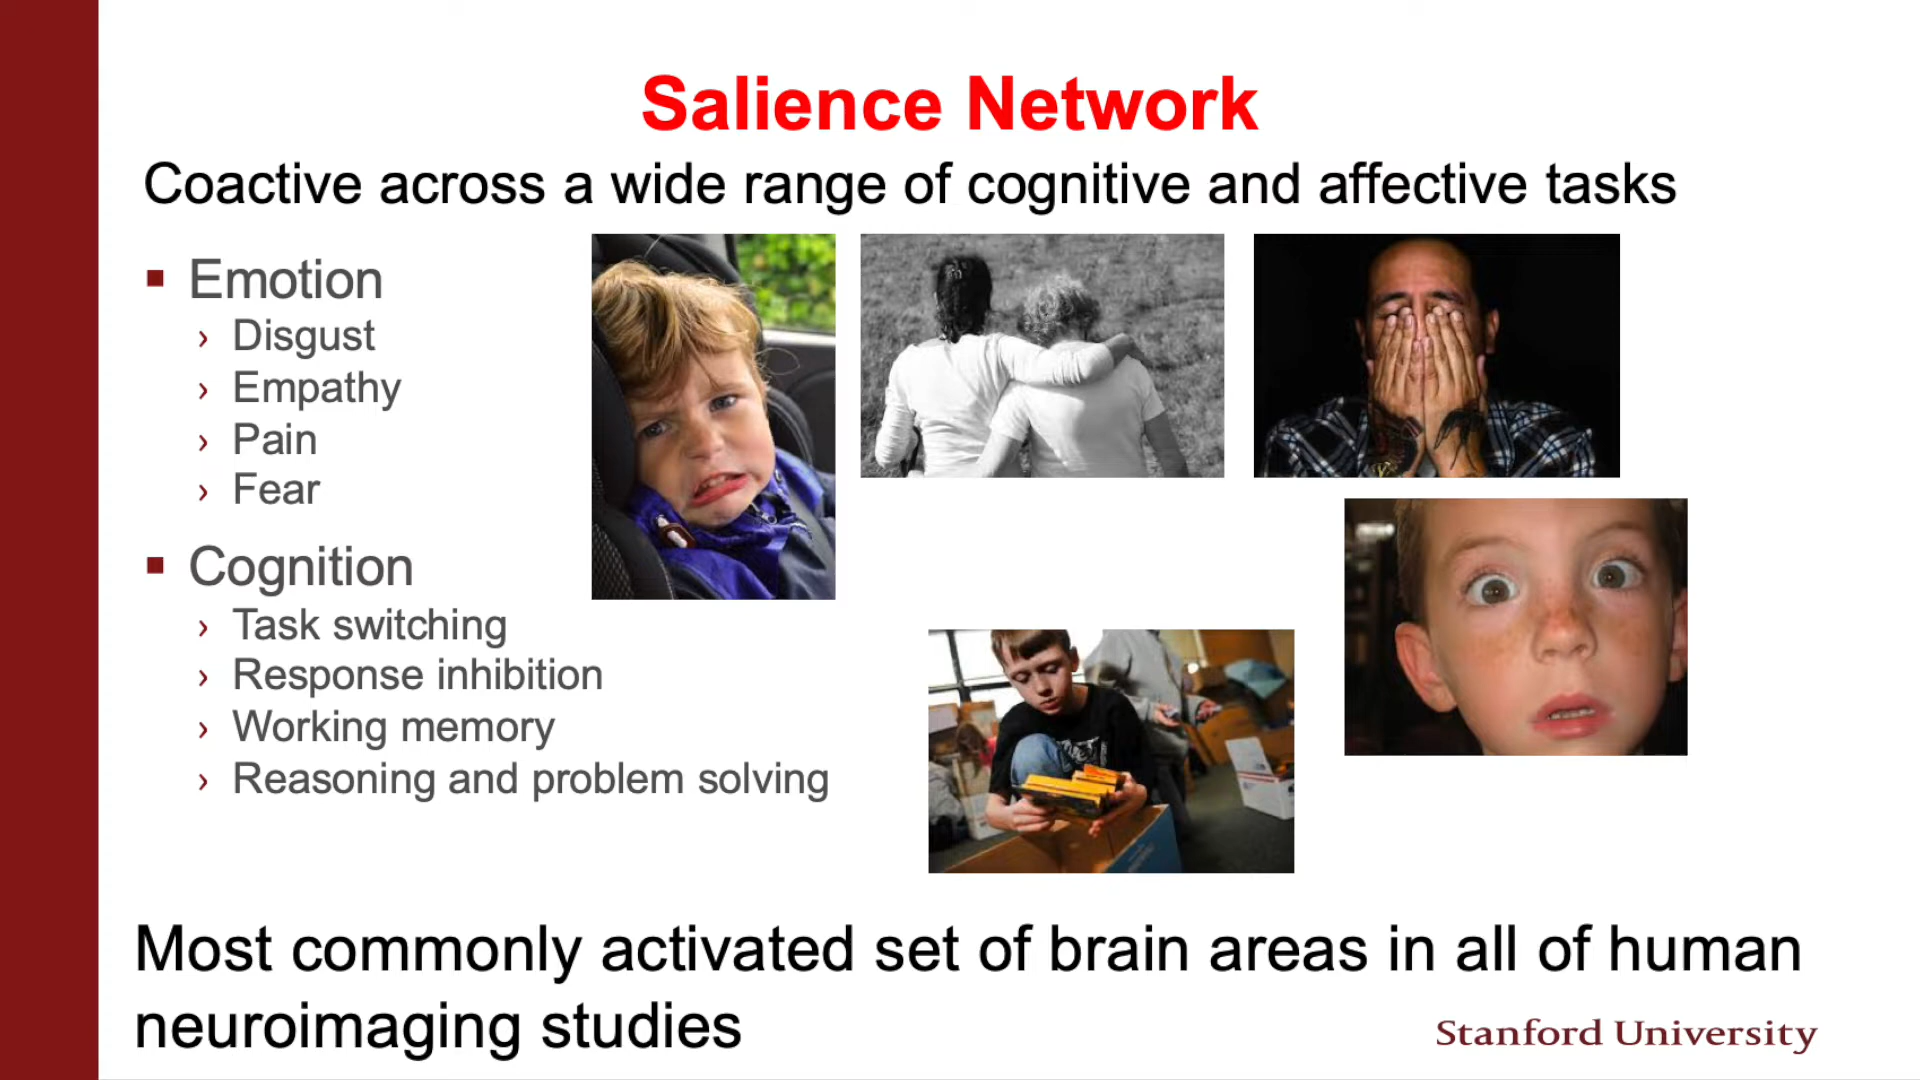 Salience Network
Coactive across a wide range of cognitive and affective tasks
▪ Emotion
› Disgust
› Empathy
› Pain
› Fear
▪ Cognition
› Task switching
› Response inhibition
› Working memory
› Reasoning and problem solving
Most commonly activated set of brain areas in all of human
neuroimaging studies
Stanford University